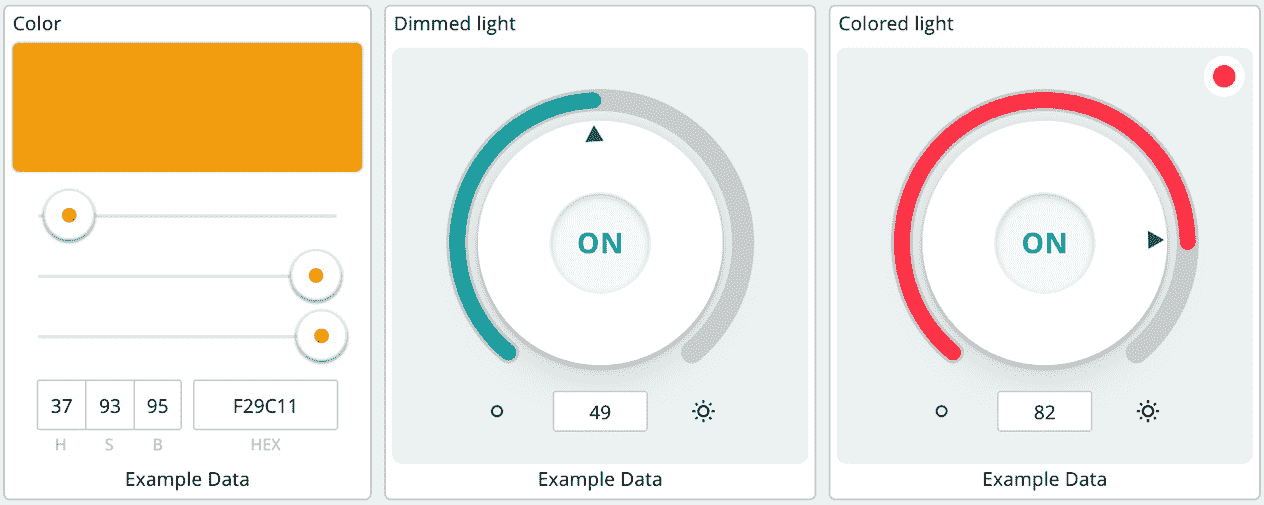 Color
37 93 95 F29C11
H S B HEX
Example Data
Dimmed light
ON
49
Example Data
Colored light
ON
82
Example Data